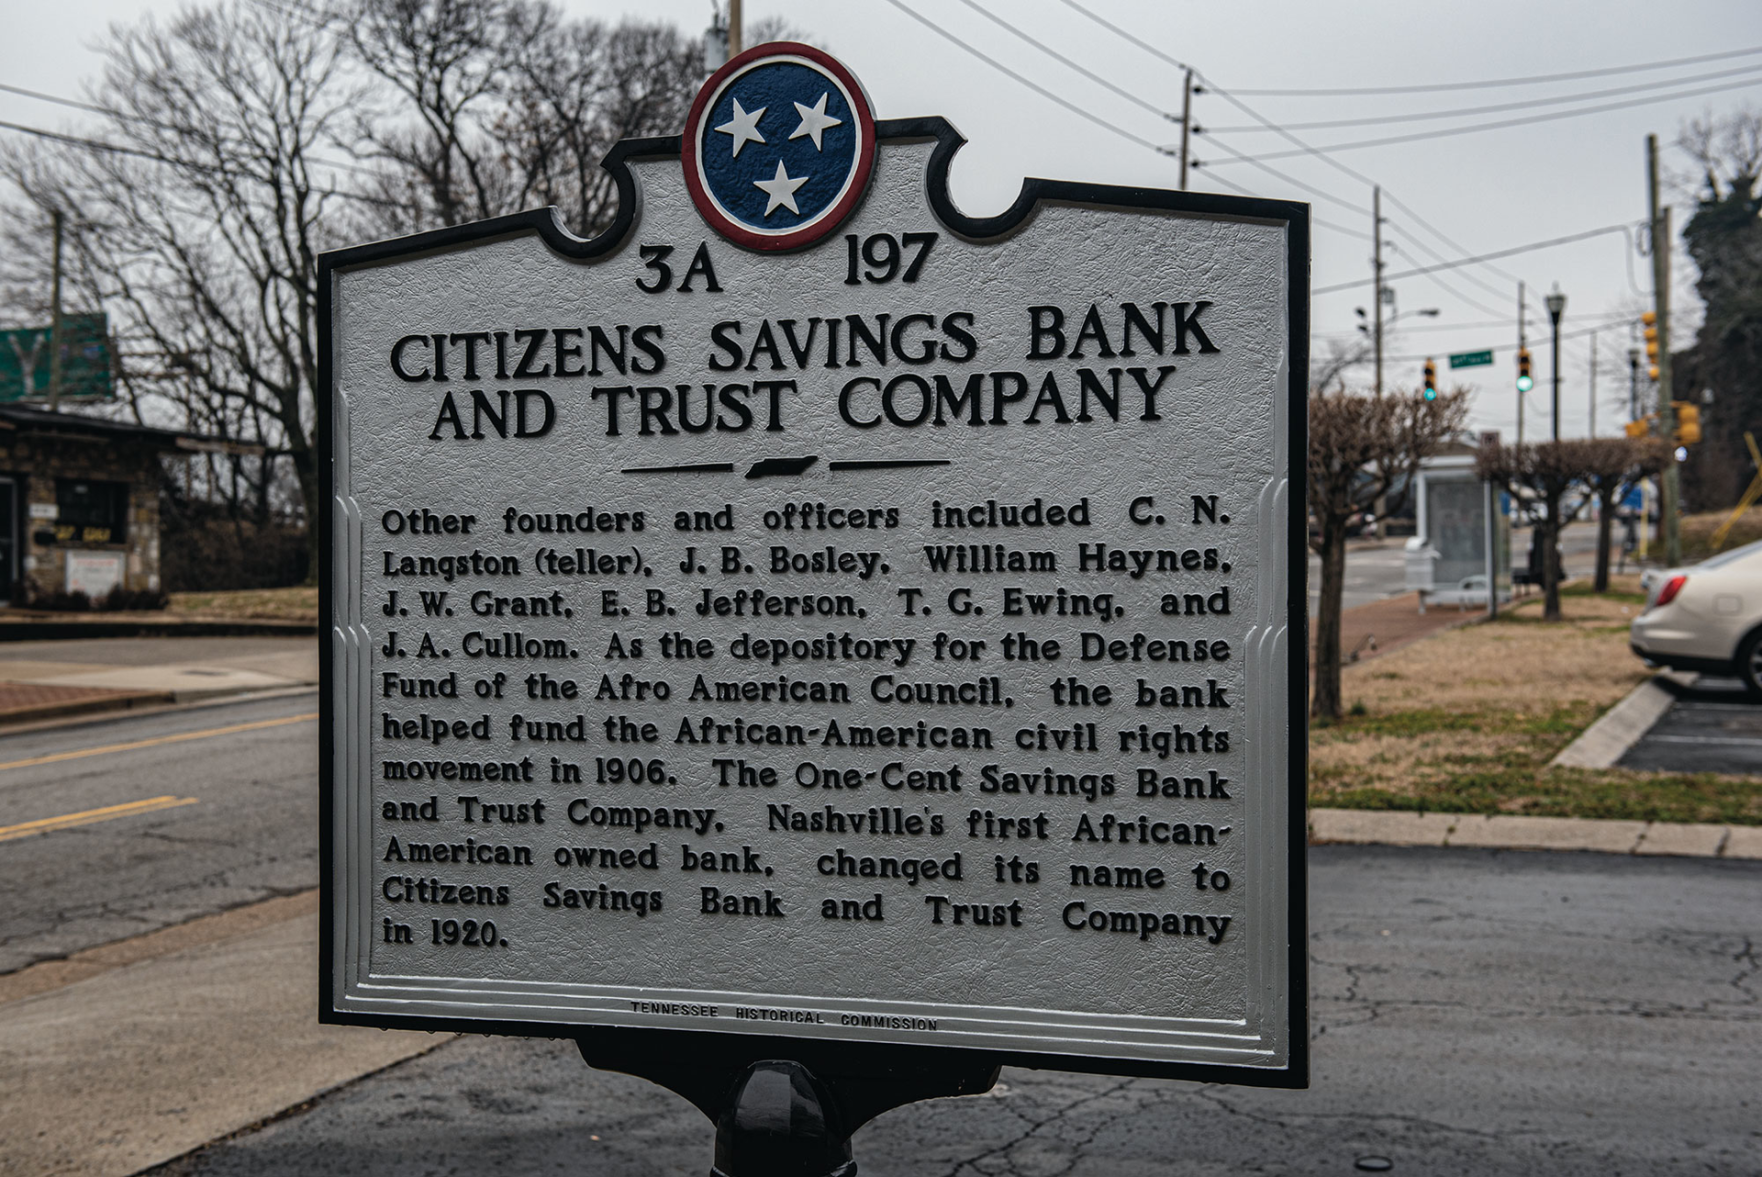 3A 197
CITIZENS SAVINGS BANK
AND TRUST COMPANY
Other founders and officers included C. N.
Langston (teller), J. B. Bosley, William Haynes,
J. W. Grant, E. B. Jefferson, T. G. Ewing, and
J. A. Cullom. As the depository for the Defense
Fund of the Afro American Council, the bank
helped fund the African-American civil rights
movement in 1906. The One-Cent Savings Bank
and Trust Company, Nashville's first African-
American owned bank, changed its name to
Citizens Savings Bank and Trust Company
in 1920.
TENNESSEE HISTORICAL COMMISSION